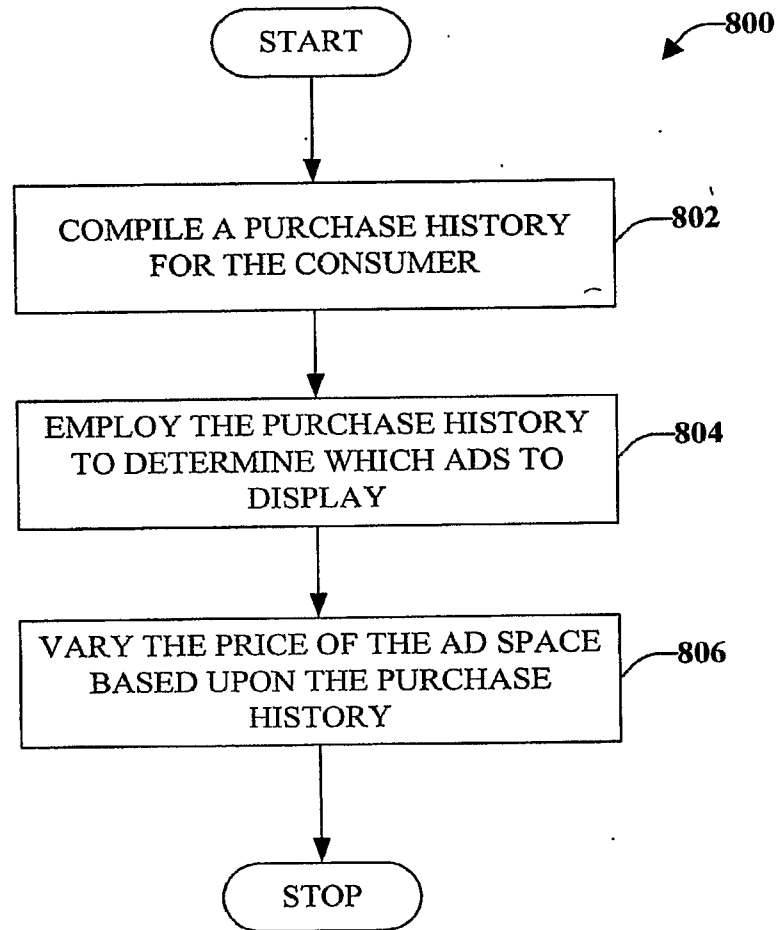 START
800
COMPILE A PURCHASE HISTORY
FOR THE CONSUMER
802
EMPLOY THE PURCHASE HISTORY
TO DETERMINE WHICH ADS TO
DISPLAY
804
VARY THE PRICE OF THE AD SPACE
BASED UPON THE PURCHASE
HISTORY
806
STOP